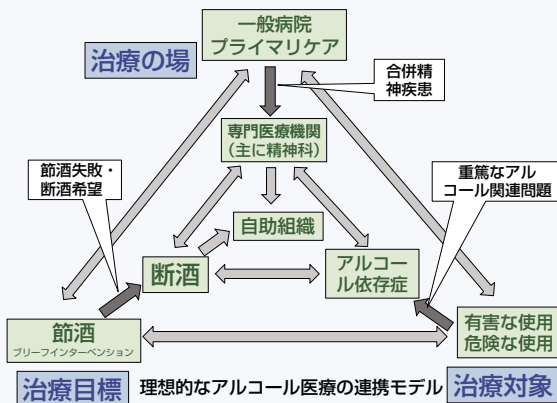 一般病院
プライマリケア
治療の場
合併精
神疾患
専門医療機関
(主に精神科)
節酒失敗・
断酒希望
重篤なアル
コール関連問題
自助組織
断酒
アルコー
ル依存症
節酒
ブリーフインターベンション
有害な使用
危険な使用
治療目標
理想的なアルコール医療の連携モデル
治療対象